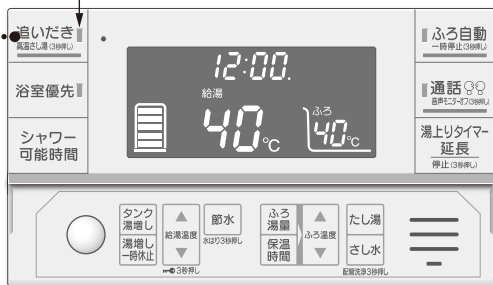 追いだき
高温さし湯(3秒押し)
浴室優先
シャワー
可能時間
12:00
給湯
40℃
ふろ
40℃
ふろ自動
一時停止(3秒押し)
通話
音声モニターオフ(3秒押し)
湯上りタイマー
延長
停止(3秒押し)
タンク
湯増し
湯増し
一時休止
給湯温度
3秒押し
節水
水はり3秒押し
ふろ
湯量
保温
時間
ふろ温度
たし湯
さし水
配管洗浄3秒押し